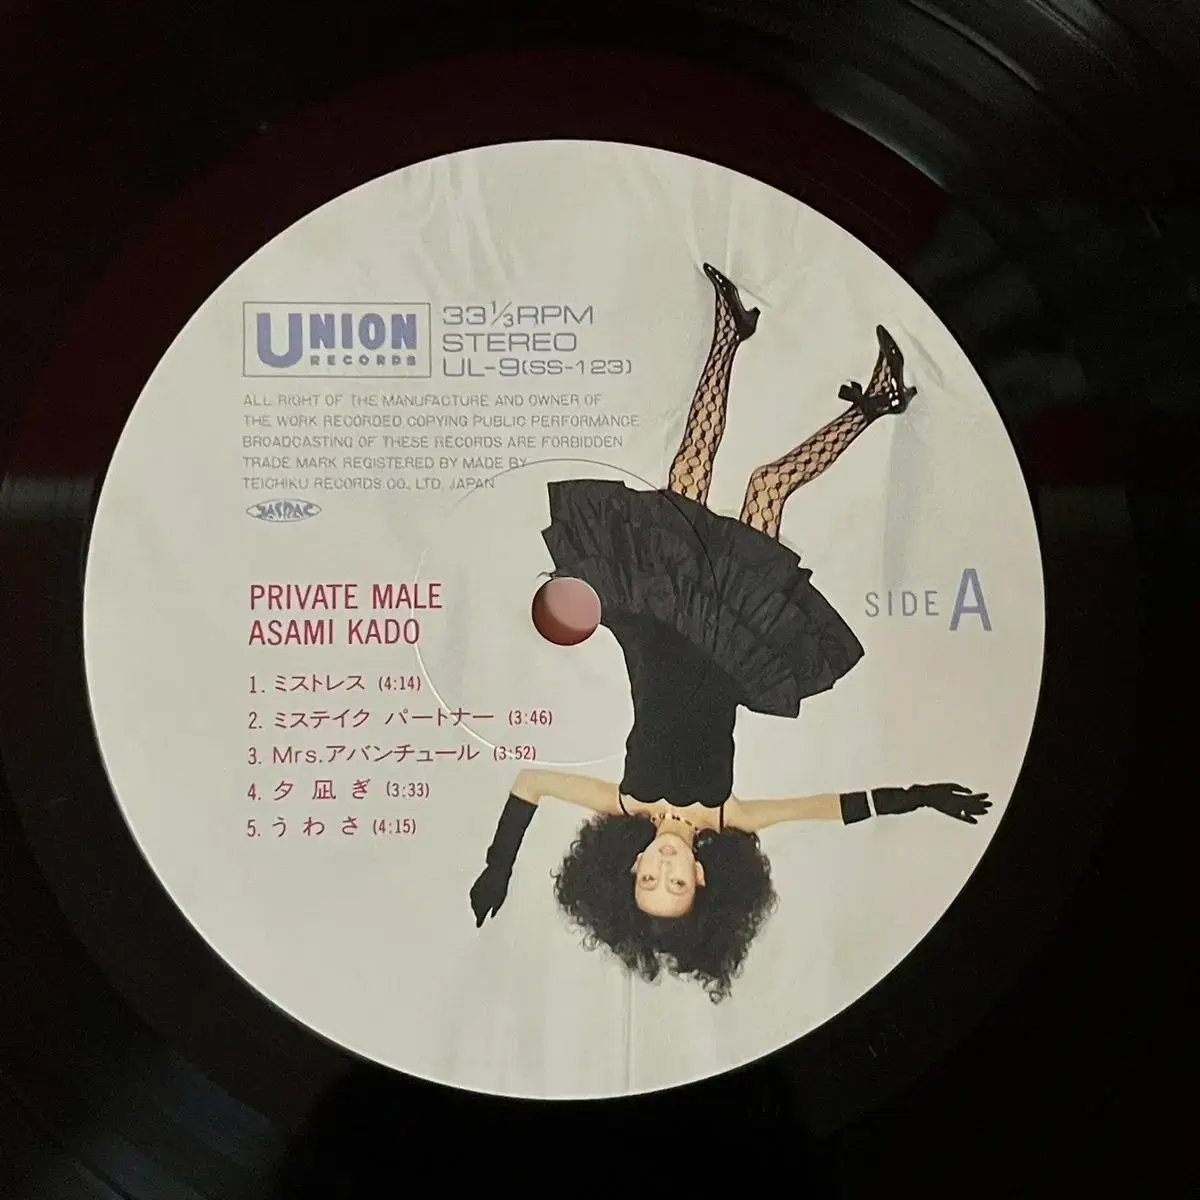 UNION
RECORDS
33 1/3 RPM
STEREO
UL-9(SS-123)
ALL RIGHT OF THE MANUFACTURE AND OWNER OF
THE WORK RECORDED COPYING PUBLIC PERFORMANCE
BROADCASTING OF THESE RECORDS ARE FORBIDDEN
TRADE MARK REGISTERED BY MADE BY
TEICHIKU RECORDS CO., LTD. JAPAN
JASRAC
PRIVATE MALE
ASAMI KADO
SIDE A
1. ミストレス (4:14)
2. ミステイク パートナー (3:46)
3. Mrs.アバンチュール (3:52)
4. 夕 凪 ぎ (3:33)
5. う わ さ (4:15)